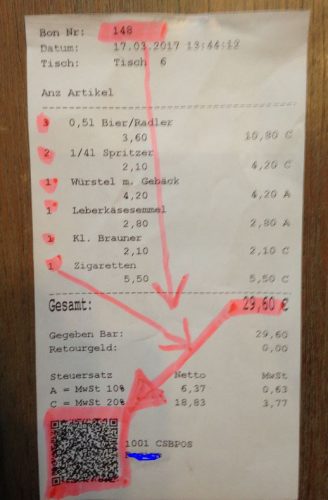 Bon Nr: 148
Datum: 17.03.2017 13:44:19
Tisch: Tisch 6
Anz Artikel
3 0,5l Bier/Radler
3,60 10,80 C
2 1/4l Spritzer
2,10 4,20 C
1 Würstel m. Gebäck
4,20 4,20 A
1 Leberkäsesemmel
2,80 2,80 A
1 Kl. Brauner
2,10 2,10 C
1 Zigaretten
5,50 5,50 C
Gesamt: 29,60 €
Gegeben Bar: 29,60
Retourgeld: 0,00
Steuersatz Netto MwSt
A = MwSt 10% 6,37 0,63
C = MwSt 20% 18,83 3,77
1001 CSBPOS